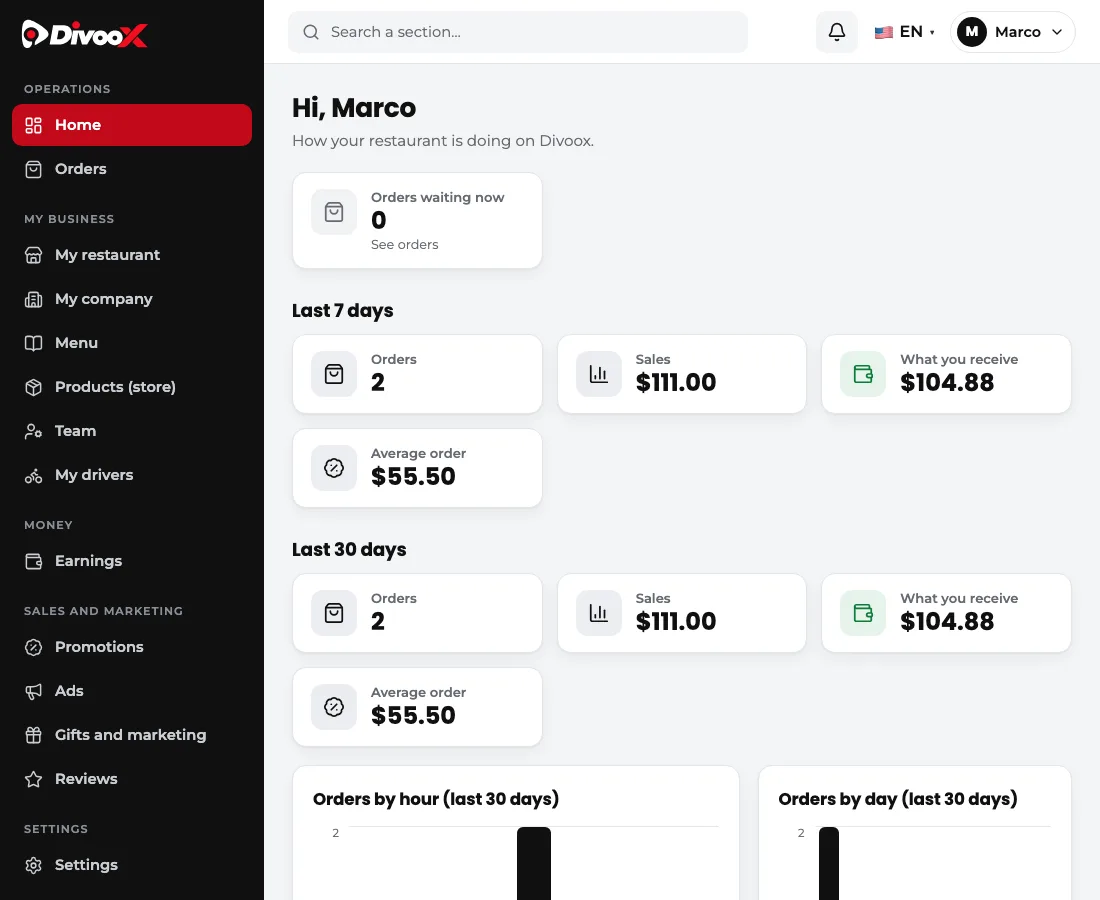 DivooX
Search a section...
EN
M
Marco
OPERATIONS
Home
Orders
MY BUSINESS
My restaurant
My company
Menu
Products (store)
Team
My drivers
MONEY
Earnings
SALES AND MARKETING
Promotions
Ads
Gifts and marketing
Reviews
SETTINGS
Settings
Hi, Marco
How your restaurant is doing on Divoox.
Orders waiting now
0
See orders
Last 7 days
Orders
2
Sales
$111.00
What you receive
$104.88
Average order
$55.50
Last 30 days
Orders
2
Sales
$111.00
What you receive
$104.88
Average order
$55.50
Orders by hour (last 30 days)
2
Orders by day (last 30 days)
2